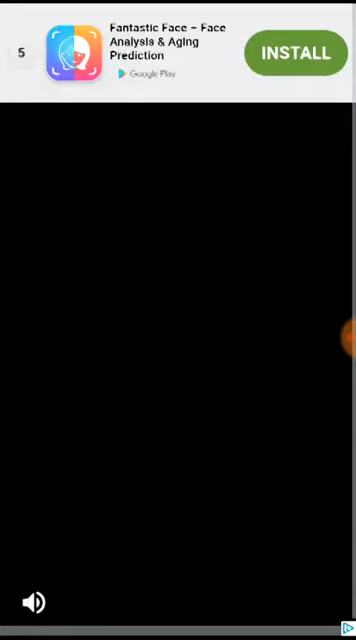 5
Fantastic Face – Face
Analysis & Aging
Prediction
Google Play
INSTALL